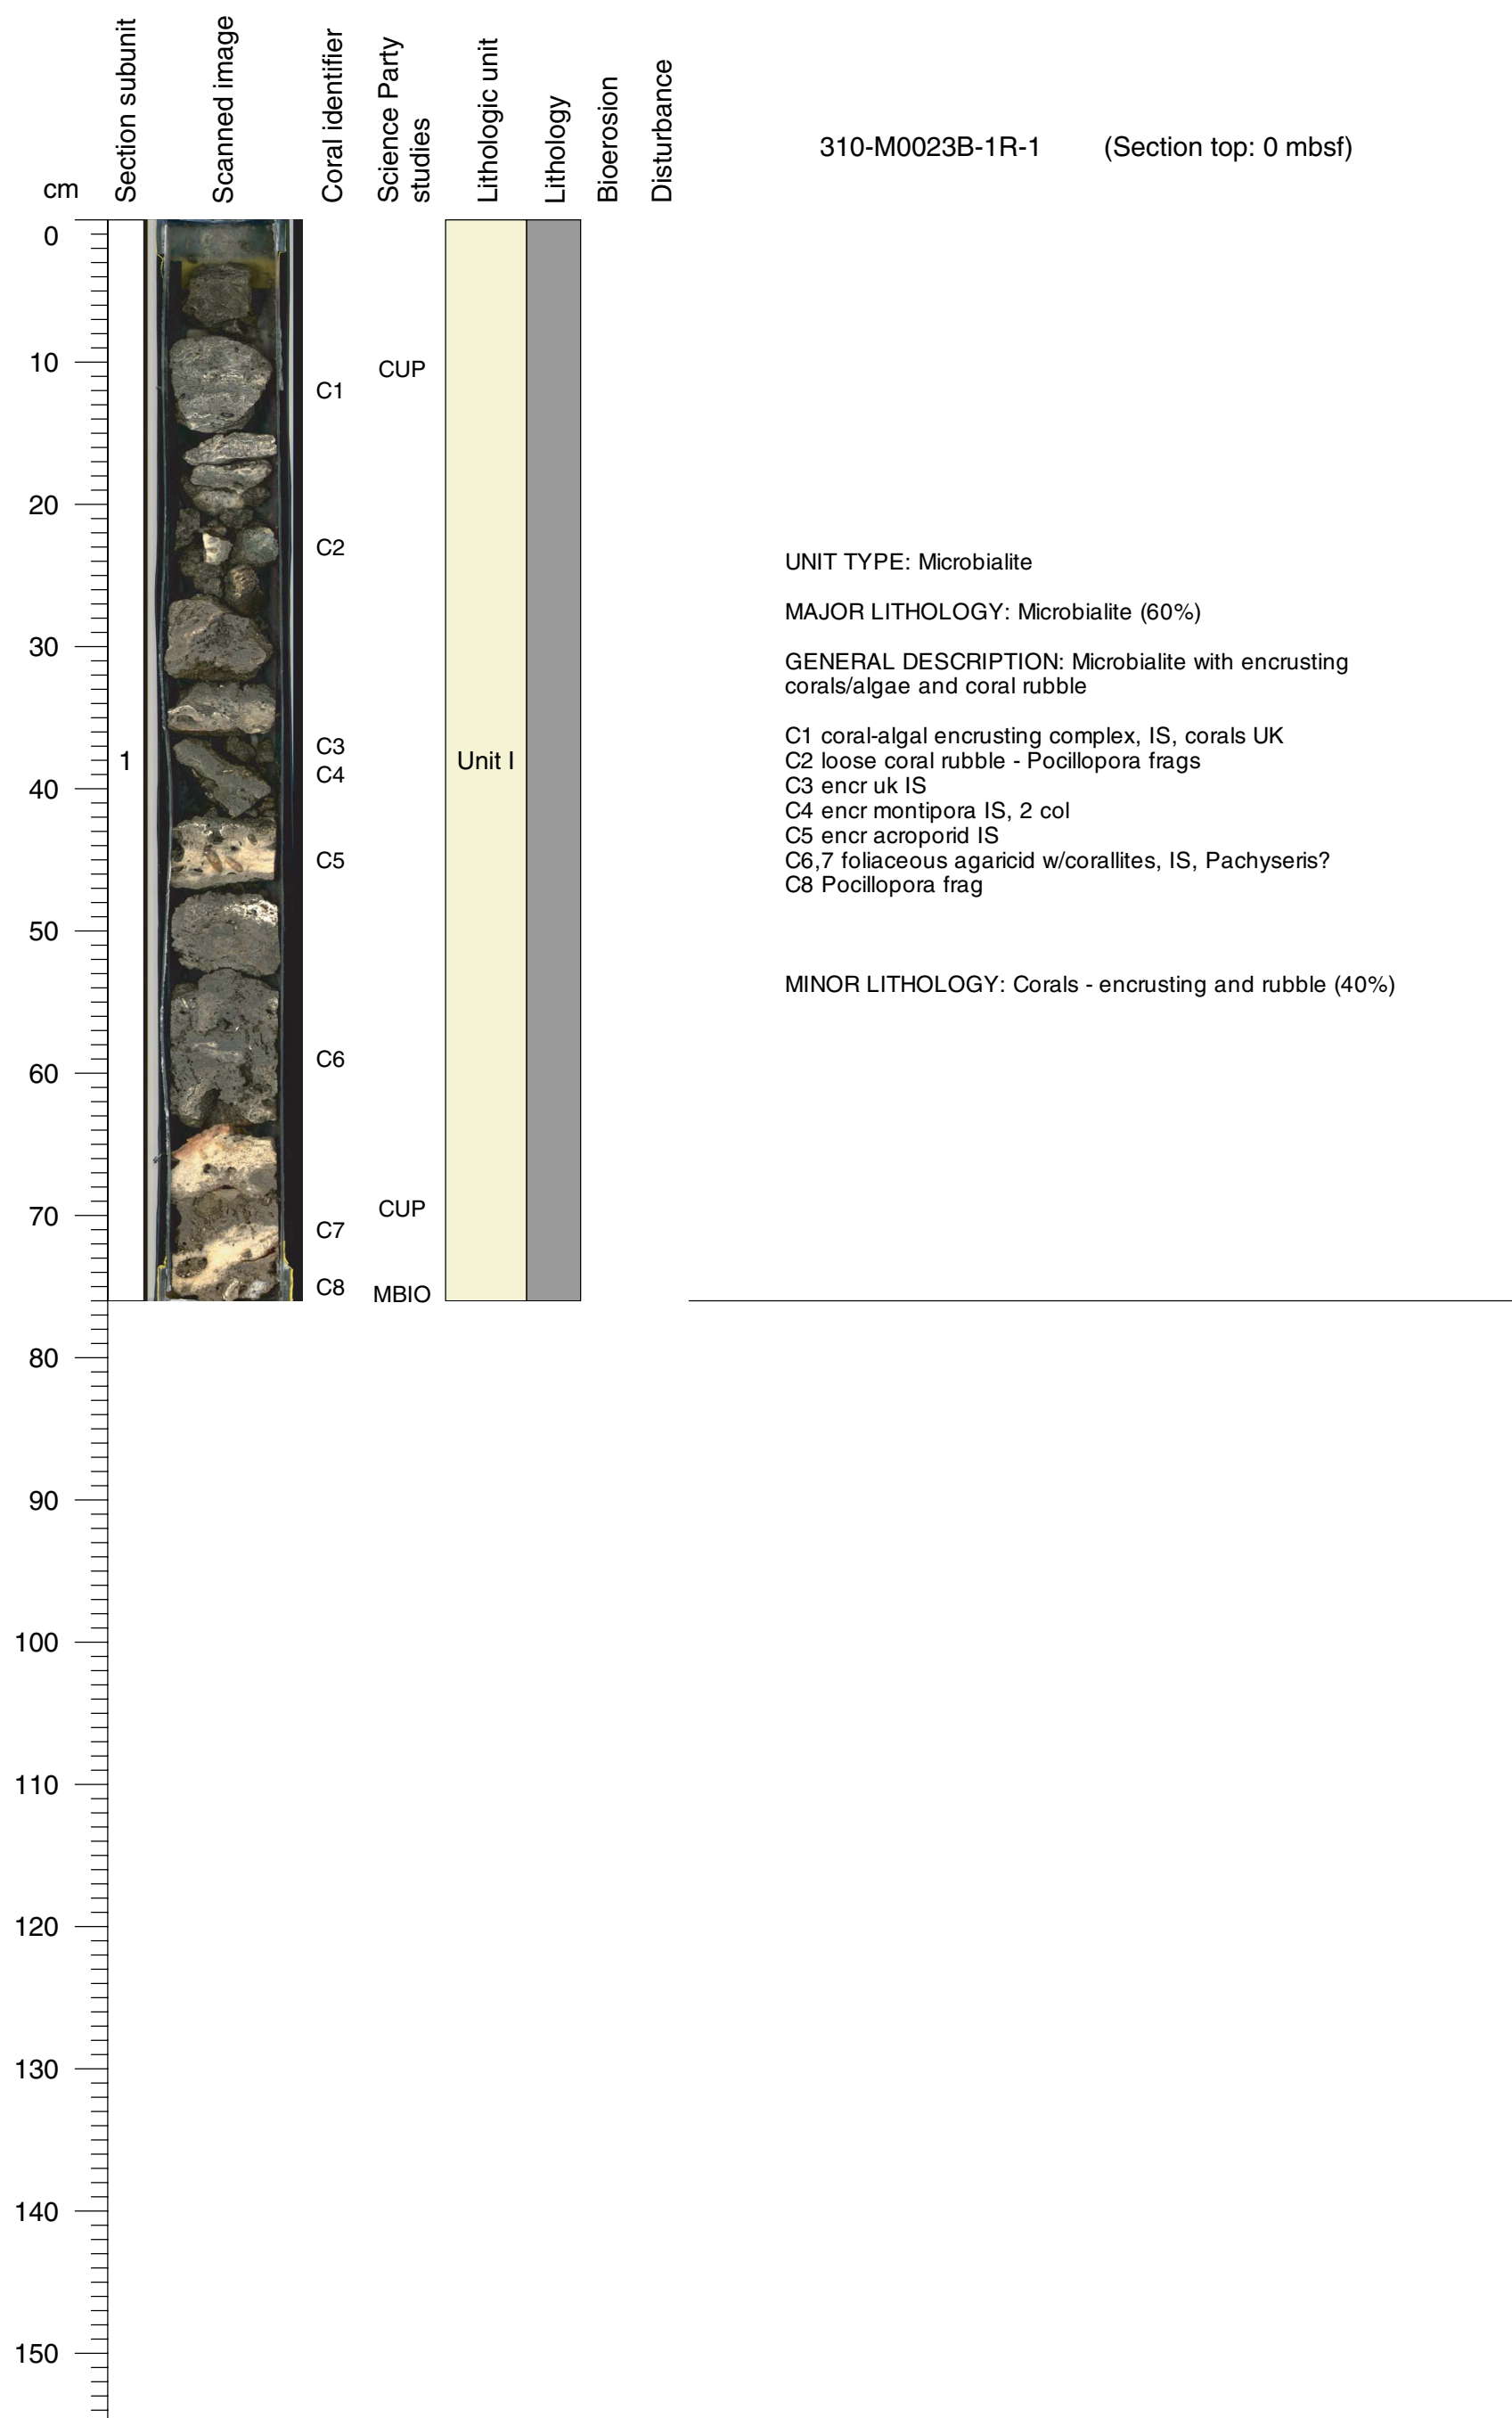 Section subunit
Scanned image
Coral identifier
Science Party
studies
Lithologic unit
Lithology
Bioerosion
Disturbance
310-M0023B-1R-1 (Section top: 0 mbsf)
cm
0
10
CUP
C1
20
C2
UNIT TYPE: Microbialite
MAJOR LITHOLOGY: Microbialite (60%)
30
GENERAL DESCRIPTION: Microbialite with encrusting
corals/algae and coral rubble
C1 coral-algal encrusting complex, IS, corals UK
C3
1
Unit I
C2 loose coral rubble - Pocillopora frags
C4
C3 encr uk IS
40
C4 encr montipora IS, 2 col
C5 encr acroporid IS
C5
C6,7 foliaceous agaricid w/corallites, IS, Pachyseris?
C8 Pocillopora frag
50
MINOR LITHOLOGY: Corals - encrusting and rubble (40%)
C6
60
CUP
70
C7
C8
MBIO
80
90
100
110
120
130
140
150